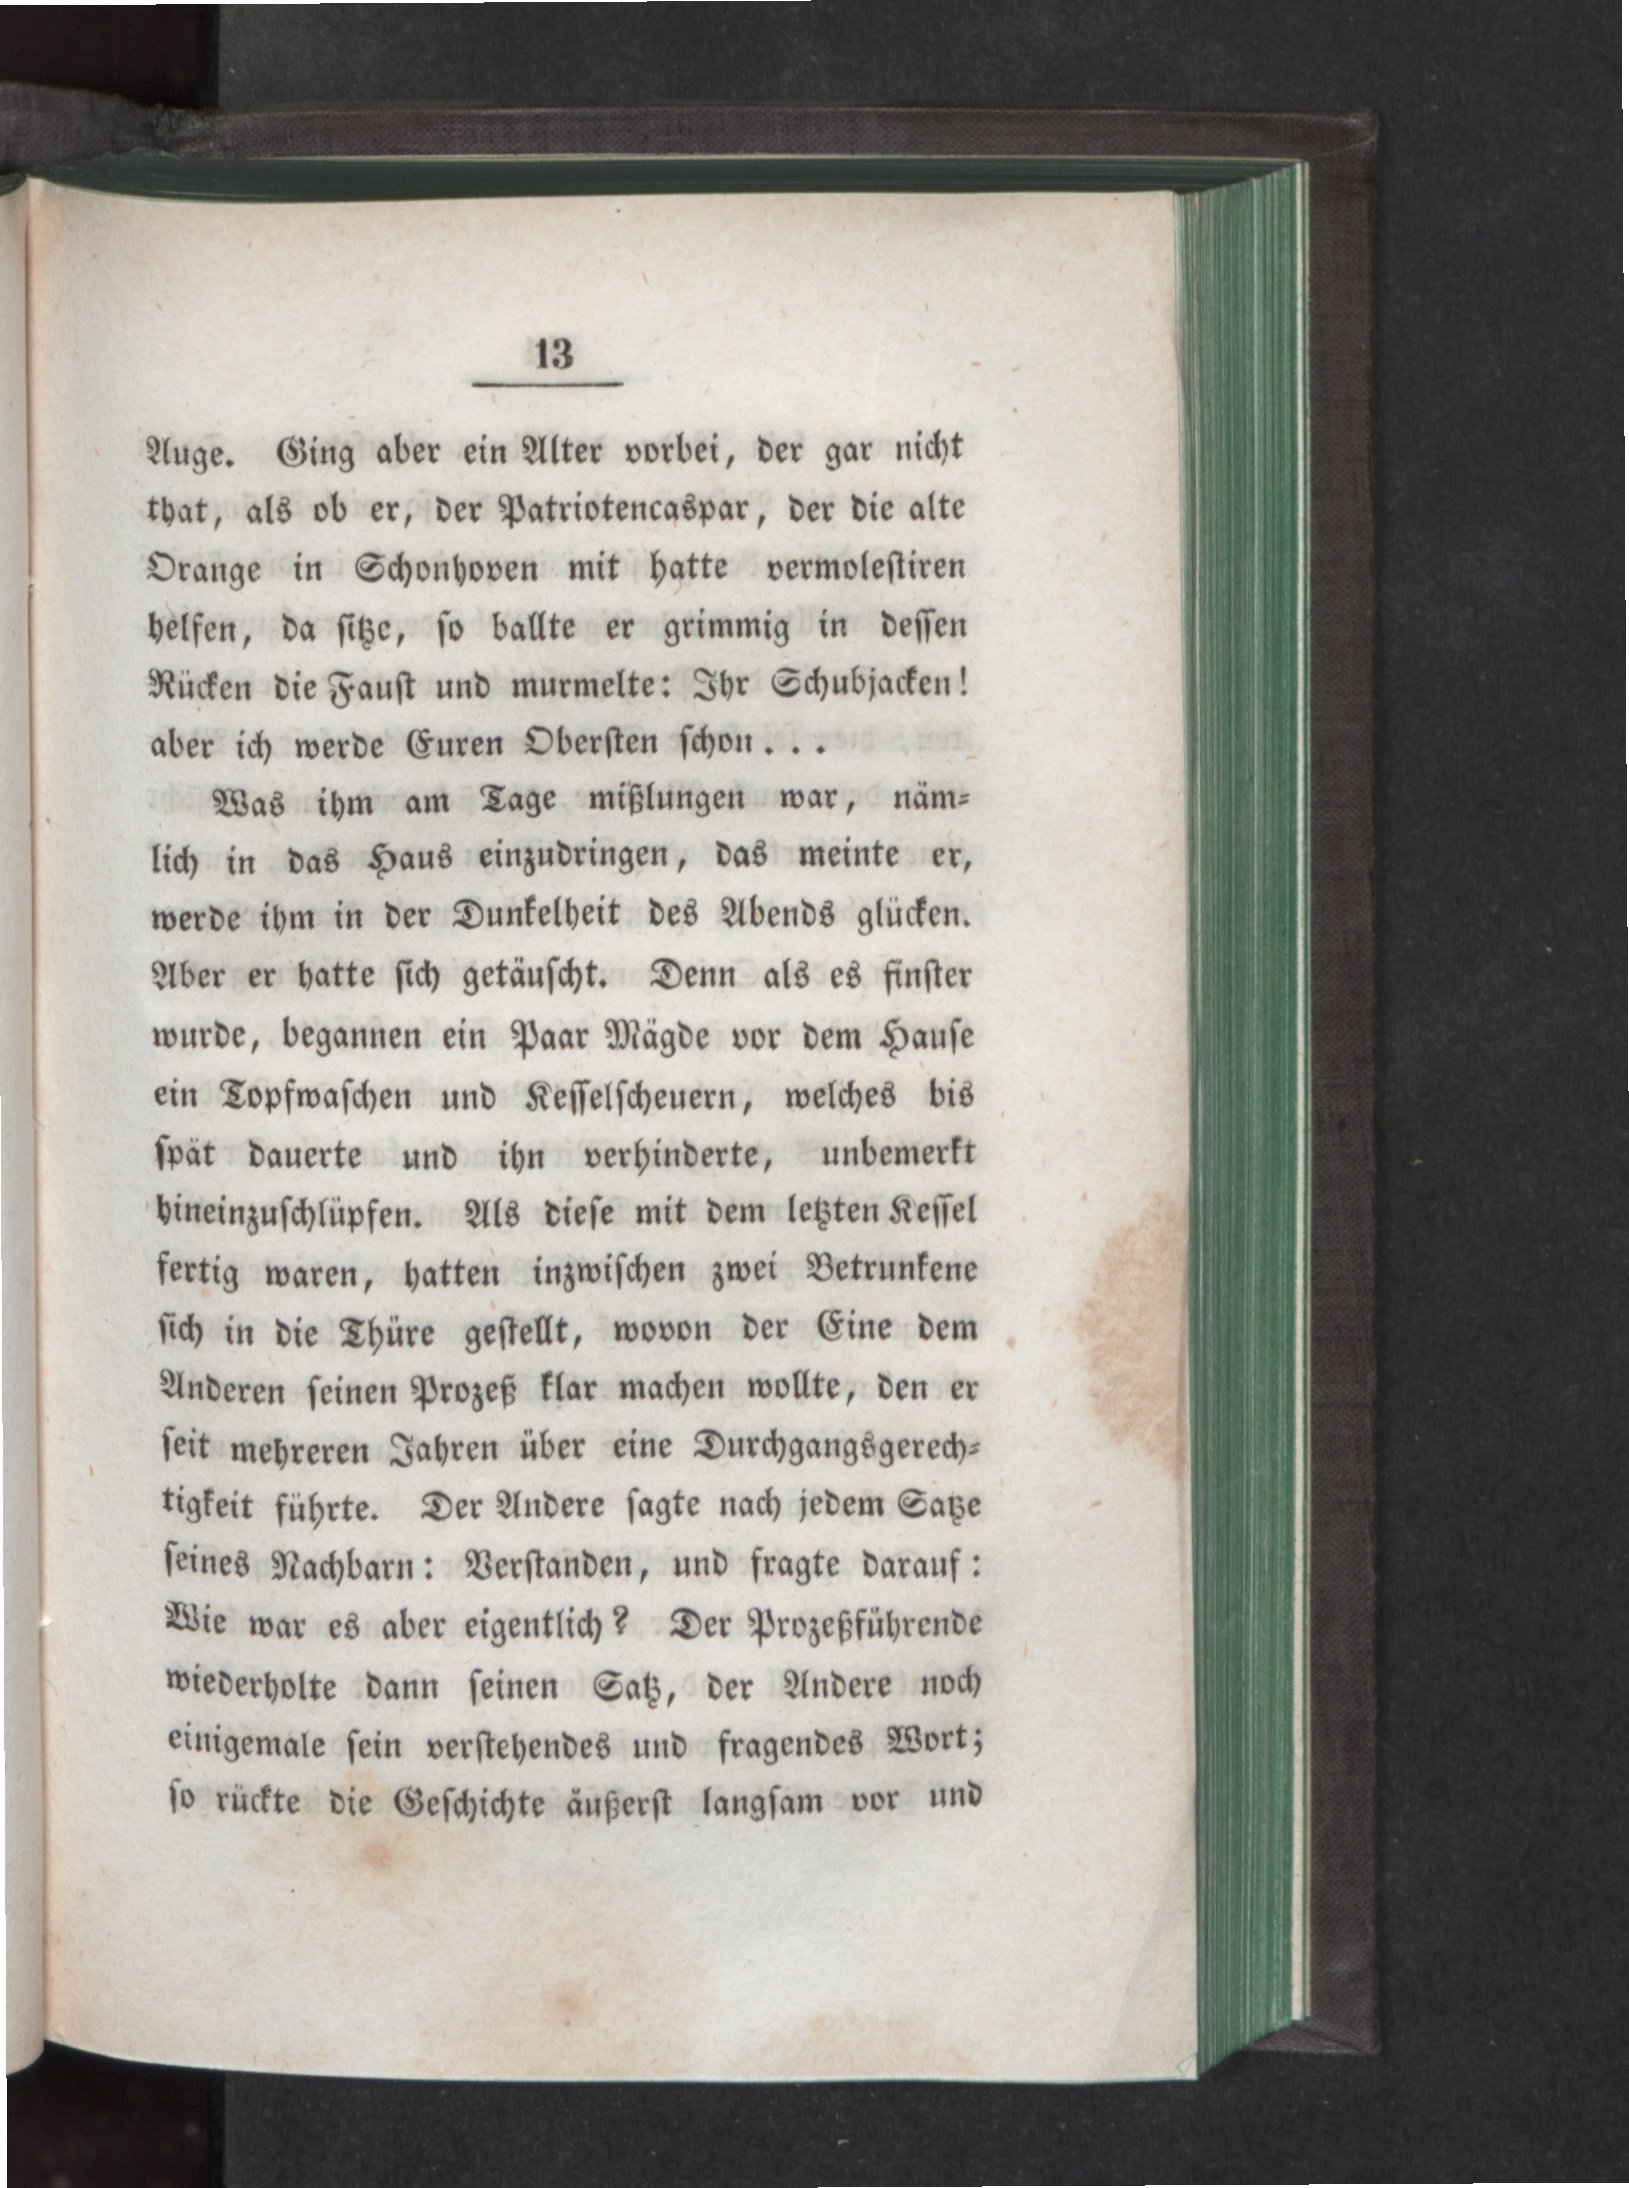 13
Auge. Ging aber ein Alter vorbei, der gar nicht
that, als ob er, der Patriotencaspar, der die alte
Orange in Schonhoven mit hatte vermolestiren
helfen, da sitze, so ballte er grimmig in dessen
Rücken die Faust und murmelte: Ihr Schubjacken!
aber ich werde Euren Obersten schon...
Was ihm am Tage mißlungen war, näm-
lich in das Haus einzudringen, das meinte er,
werde ihm in der Dunkelheit des Abends glücken.
Aber er hatte sich getäuscht. Denn als es finster
wurde, begannen ein Paar Mägde vor dem Hause
ein Topfwaschen und Kesselscheuern, welches bis
spät dauerte und ihn verhinderte, unbemerkt
hineinzuschlüpfen. Als diese mit dem letzten Kessel
fertig waren, hatten inzwischen zwei Betrunkene
sich in die Thüre gestellt, wovon der Eine dem
Anderen seinen Prozeß klar machen wollte, den er
seit mehreren Jahren über eine Durchgangsgerech-
tigkeit führte. Der Andere sagte nach jedem Satze
seines Nachbarn: Verstanden, und fragte darauf:
Wie war es aber eigentlich? Der Prozeßführende
wiederholte dann seinen Satz, der Andere noch
einigemale sein verstehendes und fragendes Wort;
so rückte die Geschichte äußerst langsam vor und